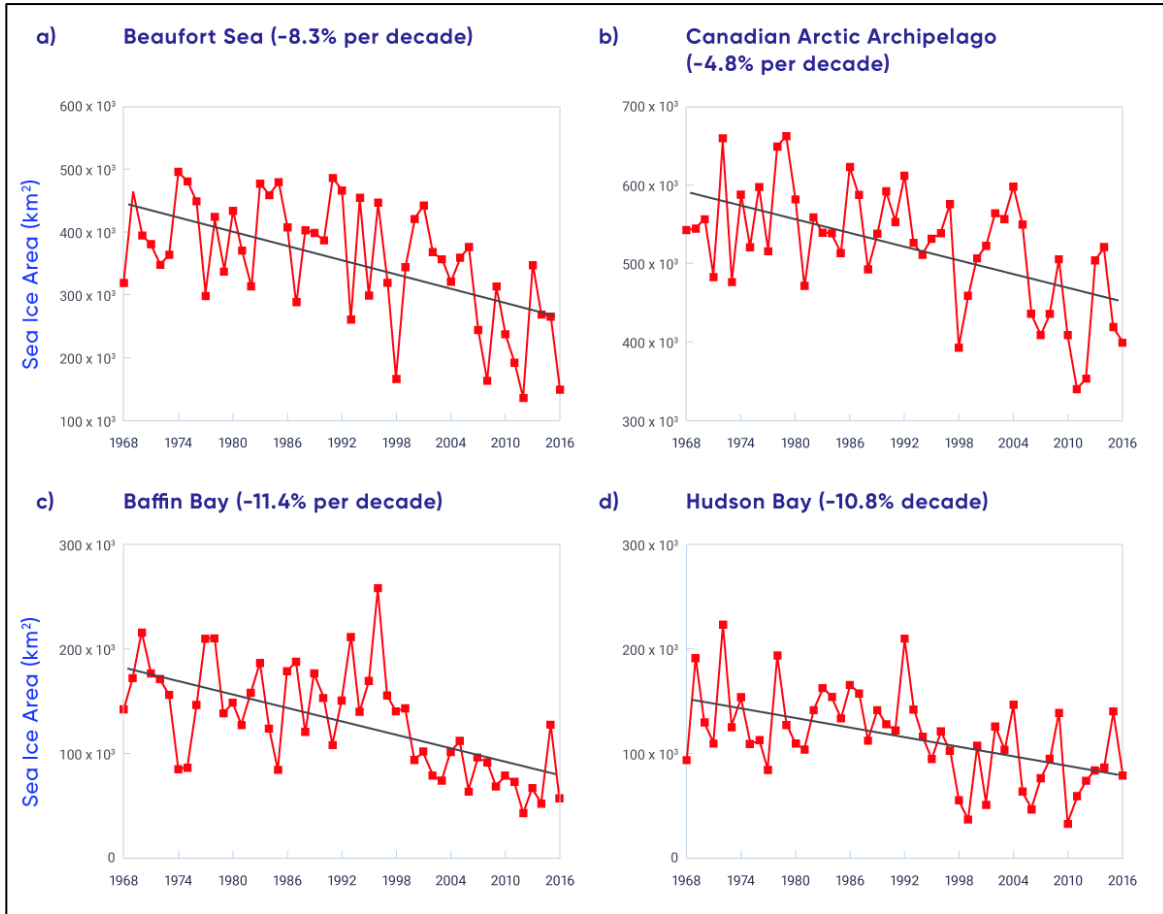 a) Beaufort Sea (-8.3% per decade)
b) Canadian Arctic Archipelago
(-4.8% per decade)
Sea Ice Area (km²)
600 x 10³
500 x 10³
400 x 10³
300 x 10³
200 x 10³
100 x 10³
1968 1974 1980 1986 1992 1998 2004 2010 2016
700 x 10³
600 x 10³
500 x 10³
400 x 10³
300 x 10³
1968 1974 1980 1986 1992 1998 2004 2010 2016
c) Baffin Bay (-11.4% per decade)
d) Hudson Bay (-10.8% decade)
Sea Ice Area (km²)
300 x 10³
200 x 10³
100 x 10³
0
1968 1974 1980 1986 1992 1998 2004 2010 2016
300 x 10³
200 x 10³
100 x 10³
0
1968 1974 1980 1986 1992 1998 2004 2010 2016